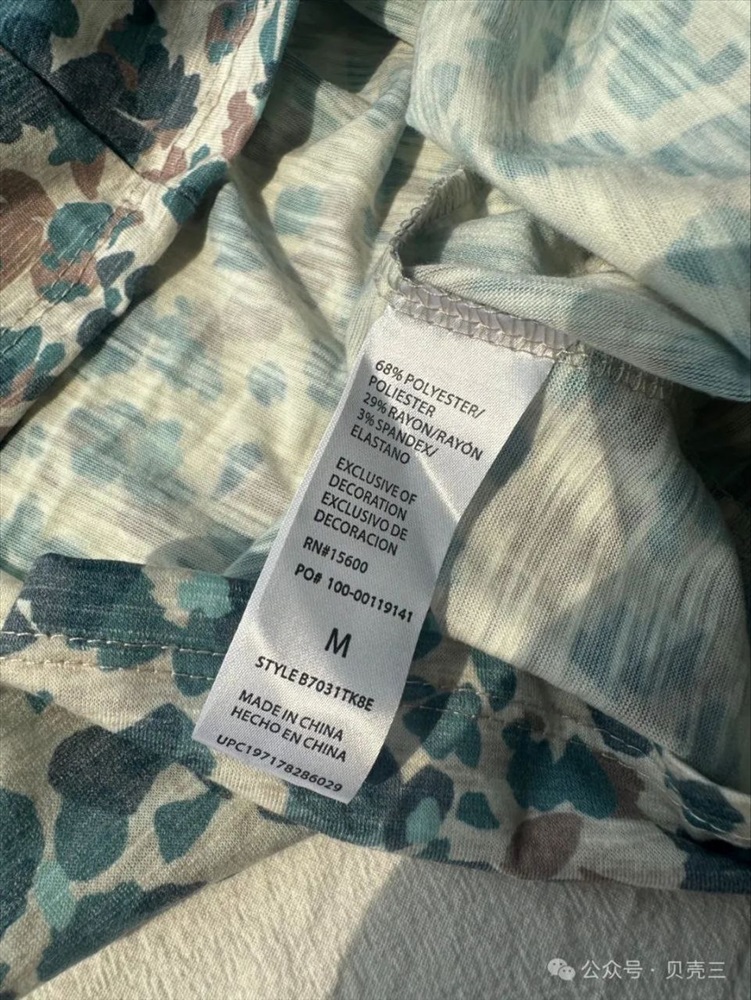 68% POLYESTER/
POLIESTER
29% RAYON/RAYÓN
3% SPANDEX/
ELASTANO
EXCLUSIVE OF
DECORATION
EXCLUSIVO DE
DECORACION
RN#15600
PO# 100-00119141
M
STYLE B7031TK8E
MADE IN CHINA
HECHO EN CHINA
UPC197178286029
公众号 · 贝壳三